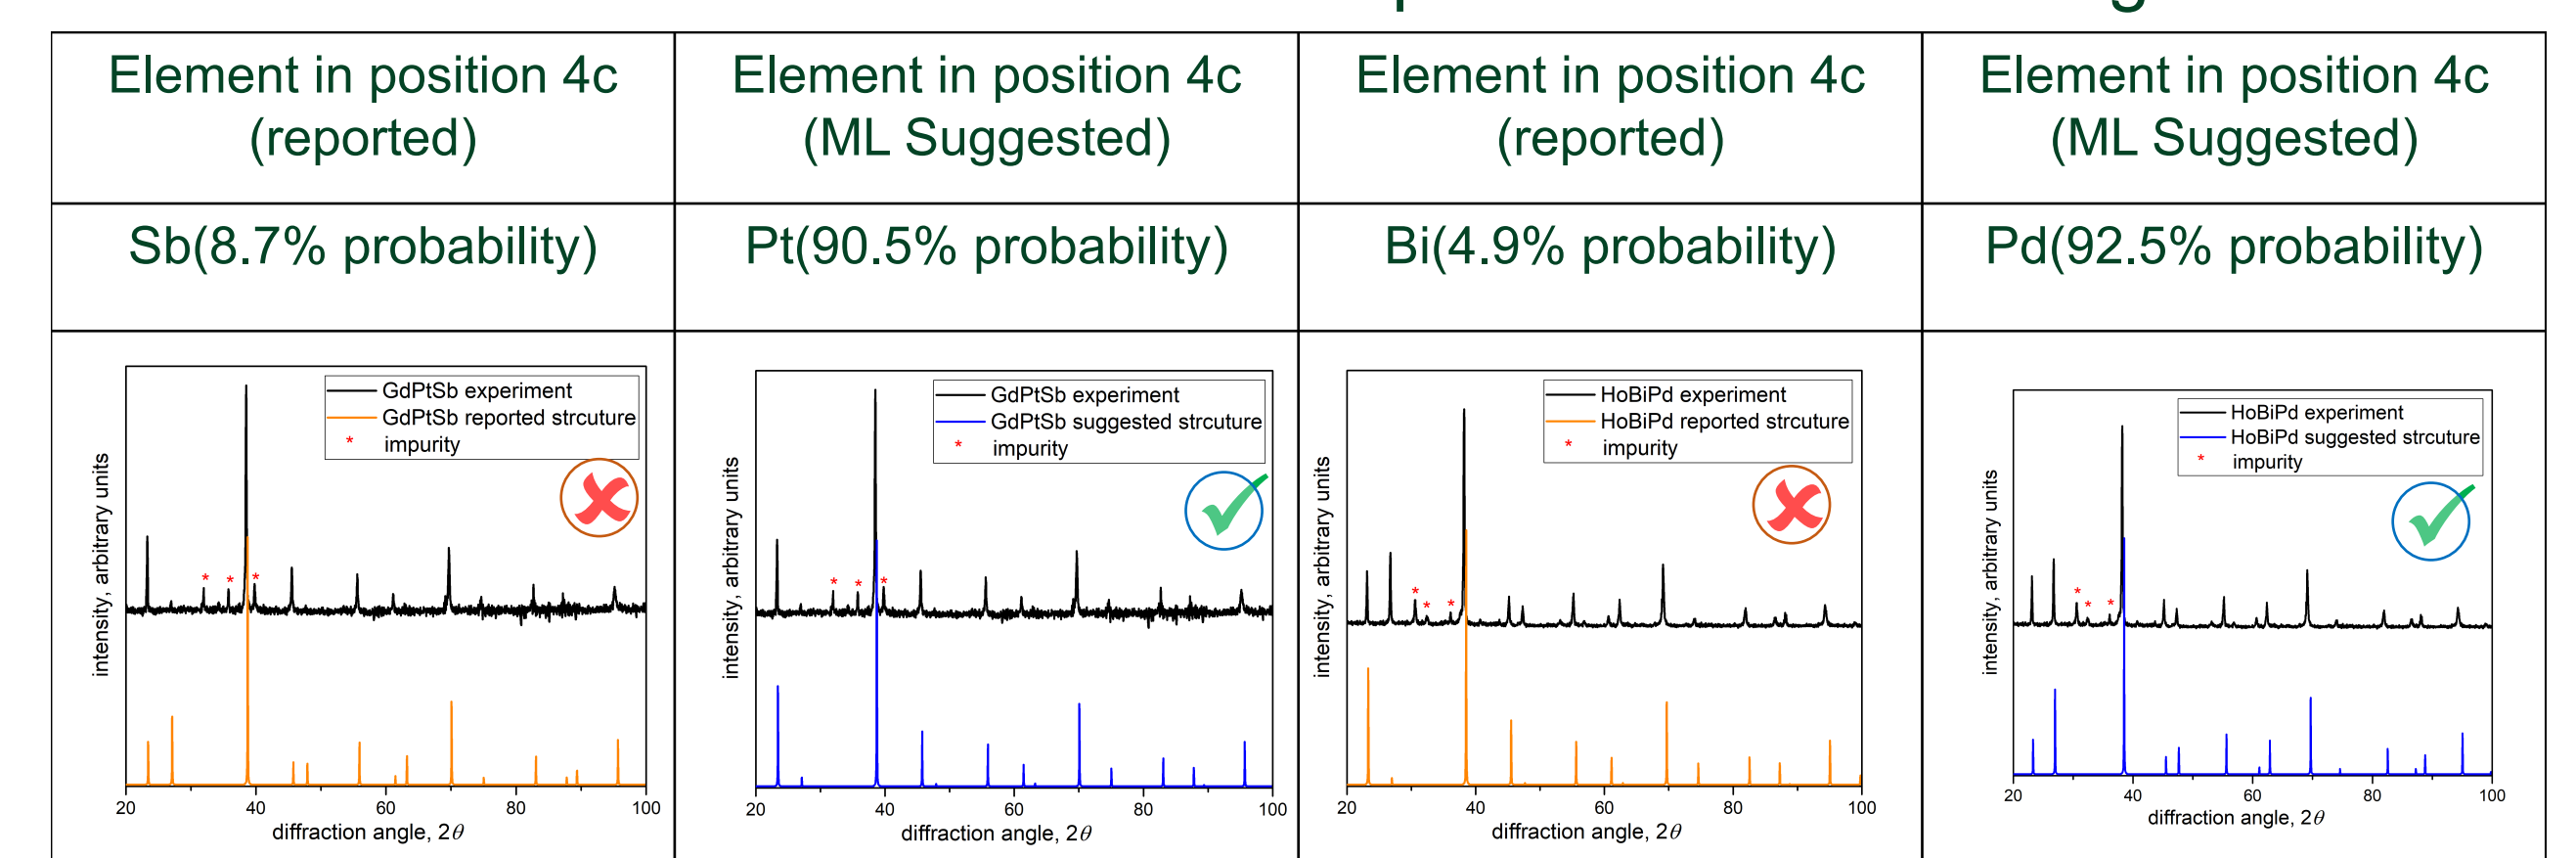 Element in position 4c
(reported)
Element in position 4c
(ML Suggested)
Element in position 4c
(reported)
Element in position 4c
(ML Suggested)
Sb(8.7% probability)
Pt(90.5% probability)
Bi(4.9% probability)
Pd(92.5% probability)
GdPtSb experiment
GdPtSb reported strcuture
* impurity
intensity, arbitrary units
* * *
20 40 60 80 100
diffraction angle, 2θ
GdPtSb experiment
GdPtSb suggested strcuture
* impurity
intensity, arbitrary units
* * *
20 40 60 80 100
diffraction angle, 2θ
HoBiPd experiment
HoBiPd reported strcuture
* impurity
intensity, arbitrary units
* * *
20 40 60 80 100
diffraction angle, 2θ
HoBiPd experiment
HoBiPd suggested strcuture
* impurity
intensity, arbitrary units
* * *
20 40 60 80 100
diffraction angle, 2θ